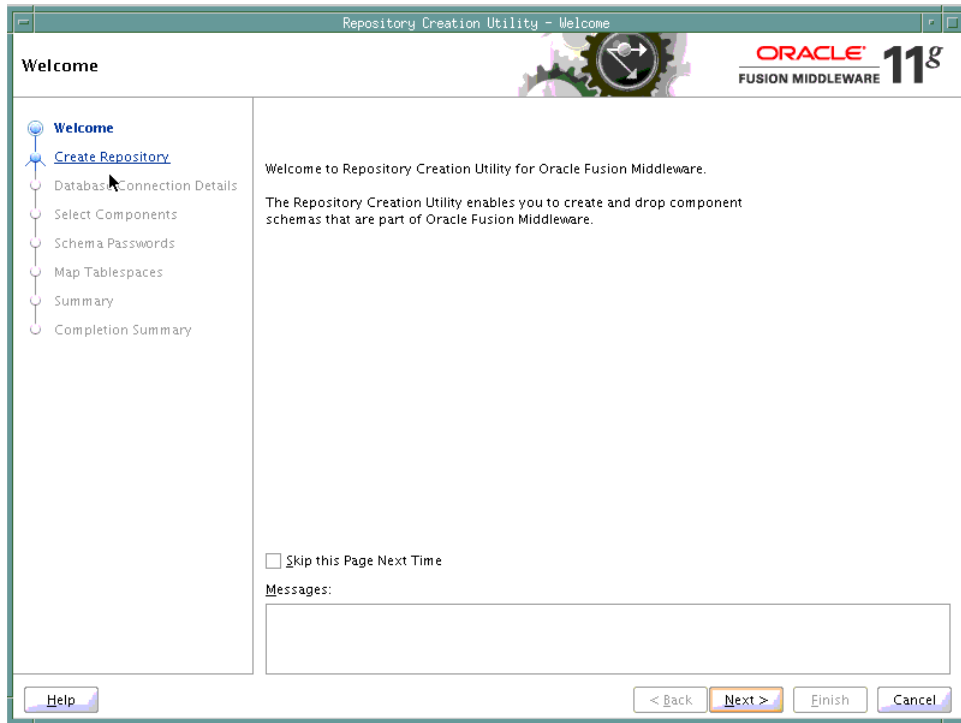 Repository Creation Utility - Welcome
Welcome
ORACLE
FUSION MIDDLEWARE
11g
Welcome
Create Repository
Database Connection Details
Select Components
Schema Passwords
Map Tablespaces
Summary
Completion Summary
Welcome to Repository Creation Utility for Oracle Fusion Middleware.
The Repository Creation Utility enables you to create and drop component
schemas that are part of Oracle Fusion Middleware.
Skip this Page Next Time
Messages:
Help
< Back
Next >
Finish
Cancel